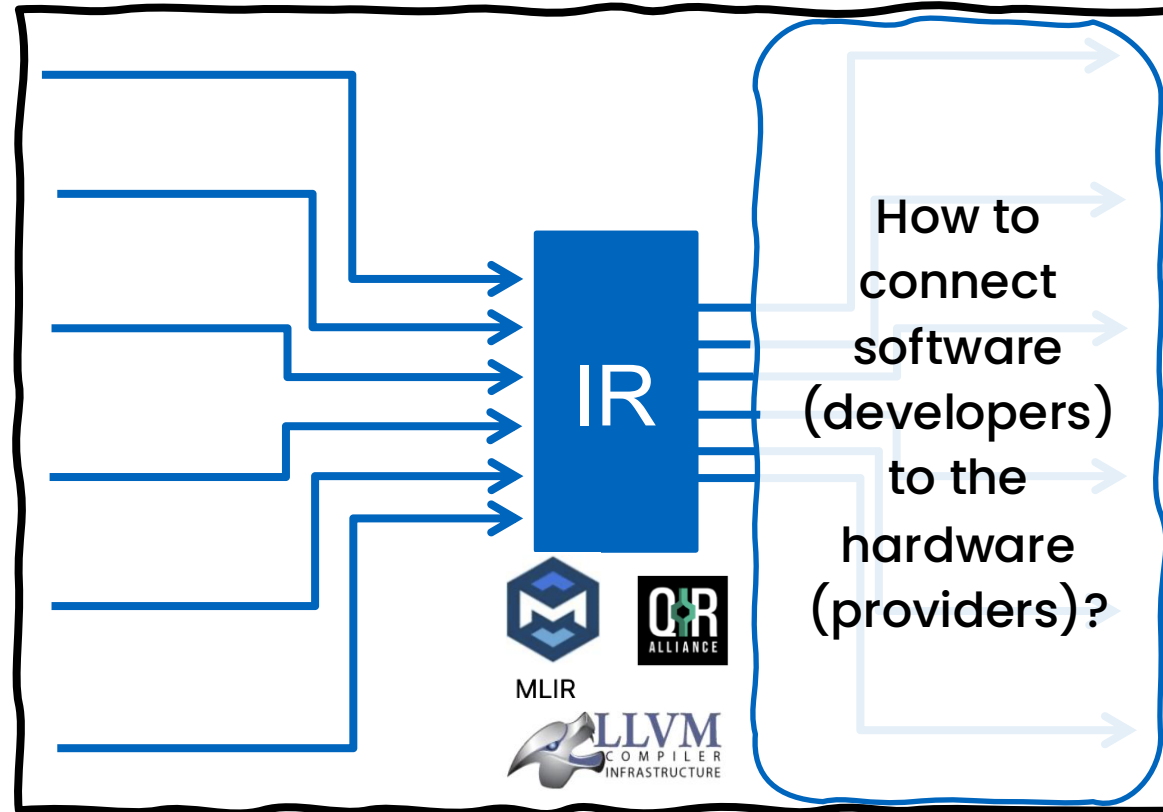 IR
How to
connect
software
(developers)
to the
hardware
(providers)?
QIR
ALLIANCE
MLIR
LLVM
COMPILER
INFRASTRUCTURE